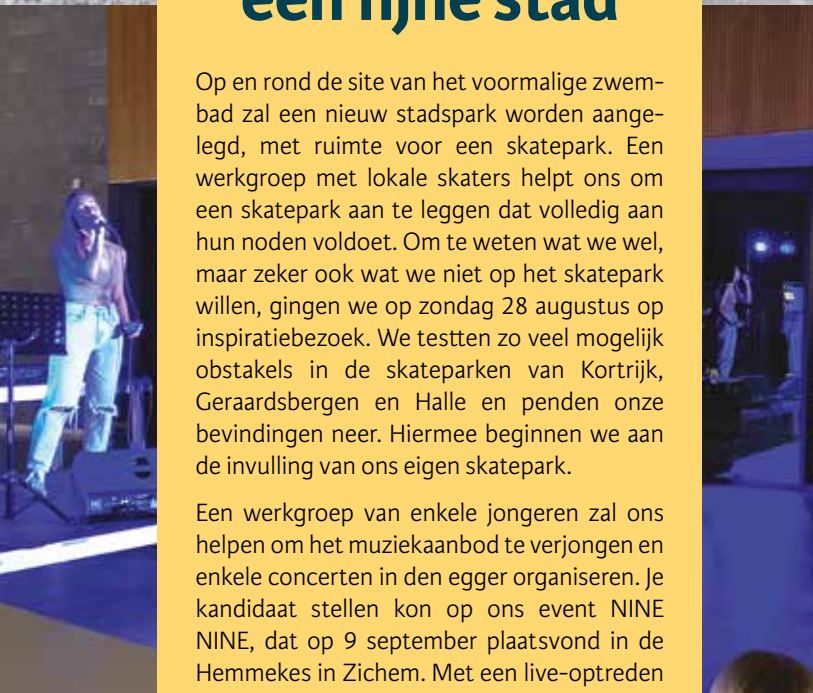 een fijne stad
Op en rond de site van het voormalige zwem-
bad zal een nieuw stadspark worden aange-
legd, met ruimte voor een skatepark. Een
werkgroep met lokale skaters helpt ons om
een skatepark aan te leggen dat volledig aan
hun noden voldoet. Om te weten wat we wel,
maar zeker ook wat we niet op het skatepark
willen, gingen we op zondag 28 augustus op
inspiratiebezoek. We testten zo veel mogelijk
obstakels in de skateparken van Kortrijk,
Geraardsbergen en Halle en penden onze
bevindingen neer. Hiermee beginnen we aan
de invulling van ons eigen skatepark.
Een werkgroep van enkele jongeren zal ons
helpen om het muziekaanbod te verjongen en
enkele concerten in den egger organiseren. Je
kandidaat stellen kon op ons event NINE
NINE, dat op 9 september plaatsvond in de
Hemmekes in Zichem. Met een live-optreden